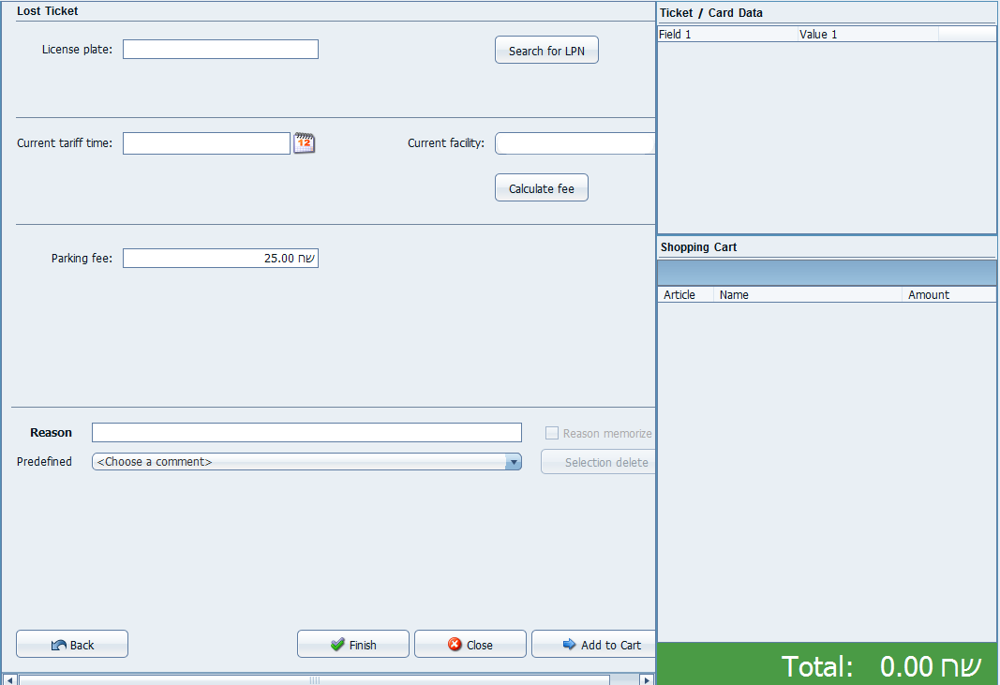 Lost Ticket
License plate:
Search for LPN
Current tariff time:
12
Current facility:
Calculate fee
Parking fee:
25.00 שח
Reason
Reason memorize
Predefined
<Choose a comment>
Selection delete
Back
Finish
Close
Add to Cart
Ticket / Card Data
Field 1 Value 1
Shopping Cart
Article Name Amount
Total: 0.00 שח